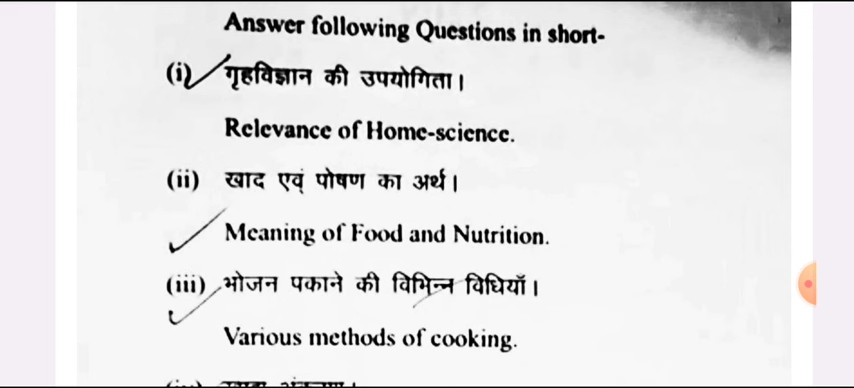 Answer following Questions in short-
(i) गृहविज्ञान की उपयोगिता।
Relevance of Home-science.
(ii) खाद एवं पोषण का अर्थ।
Meaning of Food and Nutrition.
(iii) भोजन पकाने की विभिन्न विधियाँ।
Various methods of cooking.